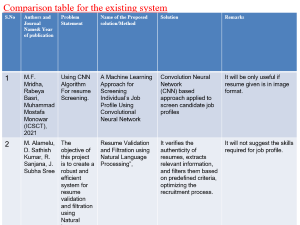 Comparison table for the existing system
S.No
Authors and
Journal
Name& Year
of publication
Problem
Statement
Name of the Proposed
solution/Method
Solution
Remarks
1
M.F.
Mridha,
Rabeya
Basri,
Muhammad
Mostafa
Monowar
(ICSCT),
2021
Using CNN
Algorithm
For resume
Screening.
A Machine Learning
Approach for
Screening
Individual's Job
Profile Using
Convolutional
Neural Network
Convolution Neural
Network
(CNN) based
approach applied to
screen candidate job
profiles
It will be only useful if
resume given is in image
format.
2
M. Alamelu,
D. Sathish
Kumar, R.
Sanjana, J.
Subha Sree
The
objective of
this project
is to create a
robust and
efficient
system for
resume
validation
and filtration
using
Natural
Resume Validation
and Filtration using
Natural Language
Processing",
It verifies the
authenticity of
resumes, extracts
relevant information,
and filters them based
on predefined criteria,
optimizing the
recruitment process.
It will not suggest the skills
required for job profile.